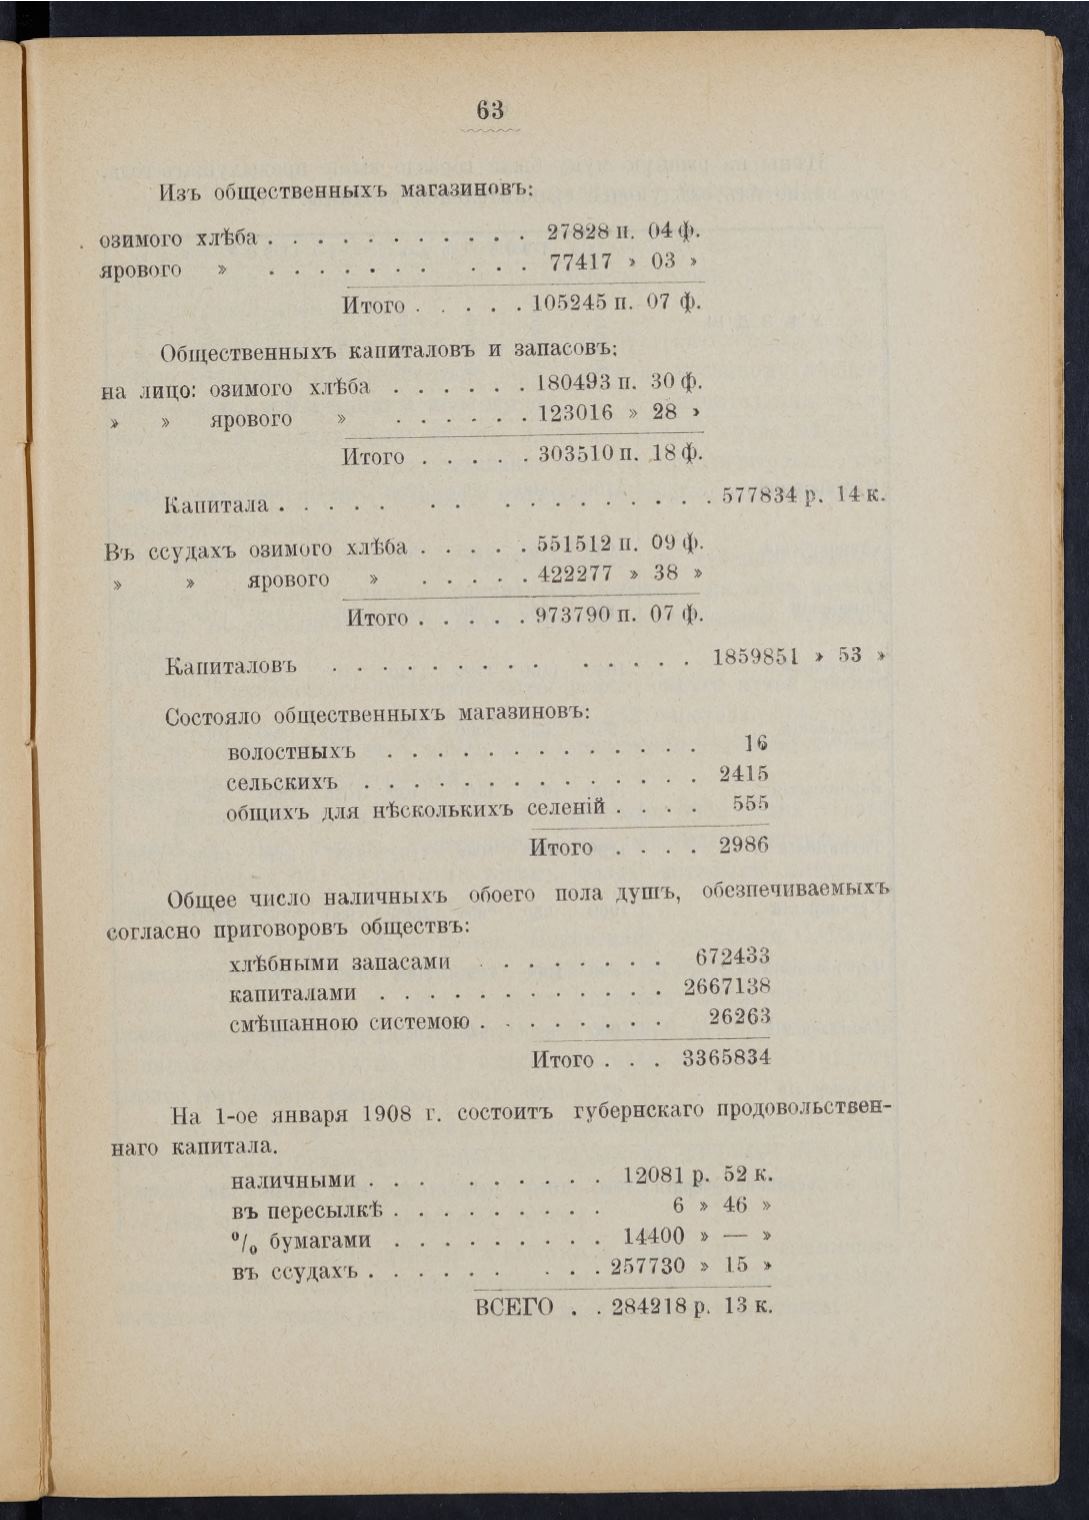 63
Изъ общественныхъ магазиновъ:
озимого хлѣба . . . . . . . . . . . 27828 п. 04 ф.
ярового » . . . . . . . . . . 77417 » 03 »
Итого . . . . . 105245 п. 07 ф.
Общественныхъ капиталовъ и запасовъ:
на лицо: озимого хлѣба . . . . . . 180493 п. 30 ф.
» » ярового » . . . . . . 123016 » 28 »
Итого . . . . . 303510 п. 18 ф.
Капитала . . . . . . . . . . . . . . . . 577834 р. 14 к.
Въ ссудахъ озимого хлѣба . . . . . 551512 п. 09 ф.
» » ярового » . . . . . 422277 » 38 »
Итого . . . . . 973790 п. 07 ф.
Капиталовъ . . . . . . . . . . . . . . 1859851 » 53 »
Состояло общественныхъ магазиновъ:
волостныхъ . . . . . . . . . . . . . 16
сельскихъ . . . . . . . . . . . . . . 2415
общихъ для нѣсколькихъ селеній . . . . 555
Итого . . . . 2986
Общее число наличныхъ обоего пола душъ, обезпечиваемыхъ
согласно приговоровъ обществъ:
хлѣбными запасами . . . . . . . . 672433
капиталами . . . . . . . . . . . . 2667138
смѣшанною системою . . . . . . . . 26263
Итого . . . 3365834
На 1-ое января 1908 г. состоитъ губернскаго продовольствен-
наго капитала.
наличными . . . . . . . . . 12081 р. 52 к.
въ пересылкѣ . . . . . . . . . 6 » 46 »
% бумагами . . . . . . . . . 14400 » — »
въ ссудахъ . . . . . . . . . 257730 » 15 »
ВСЕГО . . 284218 р. 13 к.